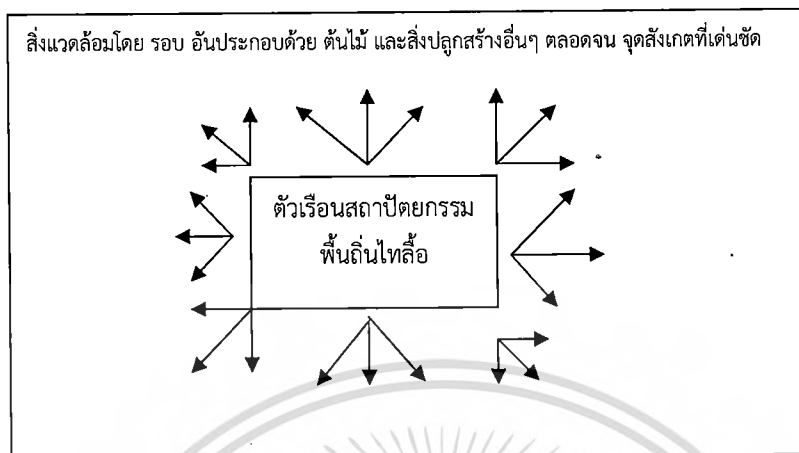 สิ่งแวดล้อมโดย รอบ อันประกอบด้วย ต้นไม้ และสิ่งปลูกสร้างอื่นๆ ตลอดจน จุดสังเกตที่เด่นชัด
ตัวเรือนสถาปัตยกรรม
พื้นถิ่นไทลื้อ